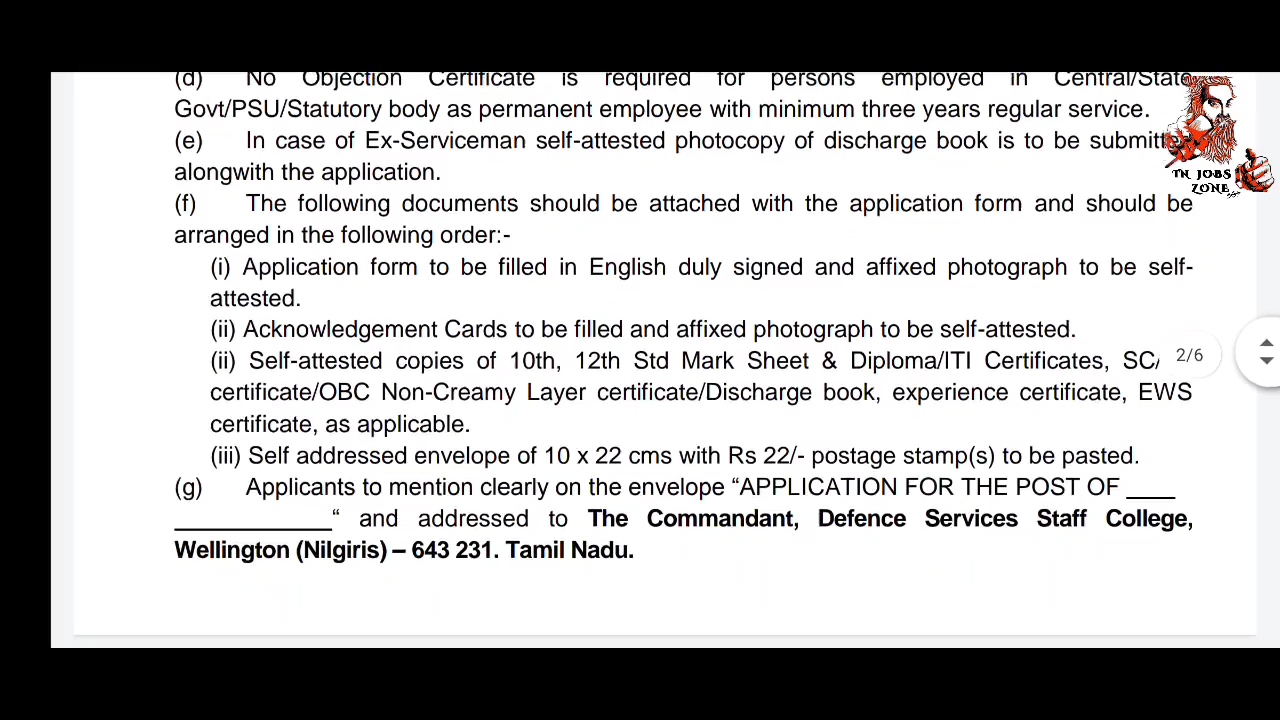 (d) No Objection Certificate is required for persons employed in Central/State
Govt/PSU/Statutory body as permanent employee with minimum three years regular service.
(e) In case of Ex-Serviceman self-attested photocopy of discharge book is to be
alongwith the application.
(f) The following documents should be attached with the application form and should be
arranged in the following order:-
(i) Application form to be filled in English duly signed and affixed photograph to be self-
attested.
(ii) Acknowledgement Cards to be filled and affixed photograph to be self-attested.
(ii) Self-attested copies of 10th, 12th Std Mark Sheet & Diploma/ITI Certificates, SC/
certificate/OBC Non-Creamy Layer certificate/Discharge book, experience certificate, EWS
certificate, as applicable.
(iii) Self addressed envelope of 10 x 22 cms with Rs 22/- postage stamp(s) to be pasted.
(g) Applicants to mention clearly on the envelope “APPLICATION FOR THE POST OF ____
____________“ and addressed to The Commandant, Defence Services Staff College,
Wellington (Nilgiris) – 643 231. Tamil Nadu.
TN JOBS
ZONE
2/6